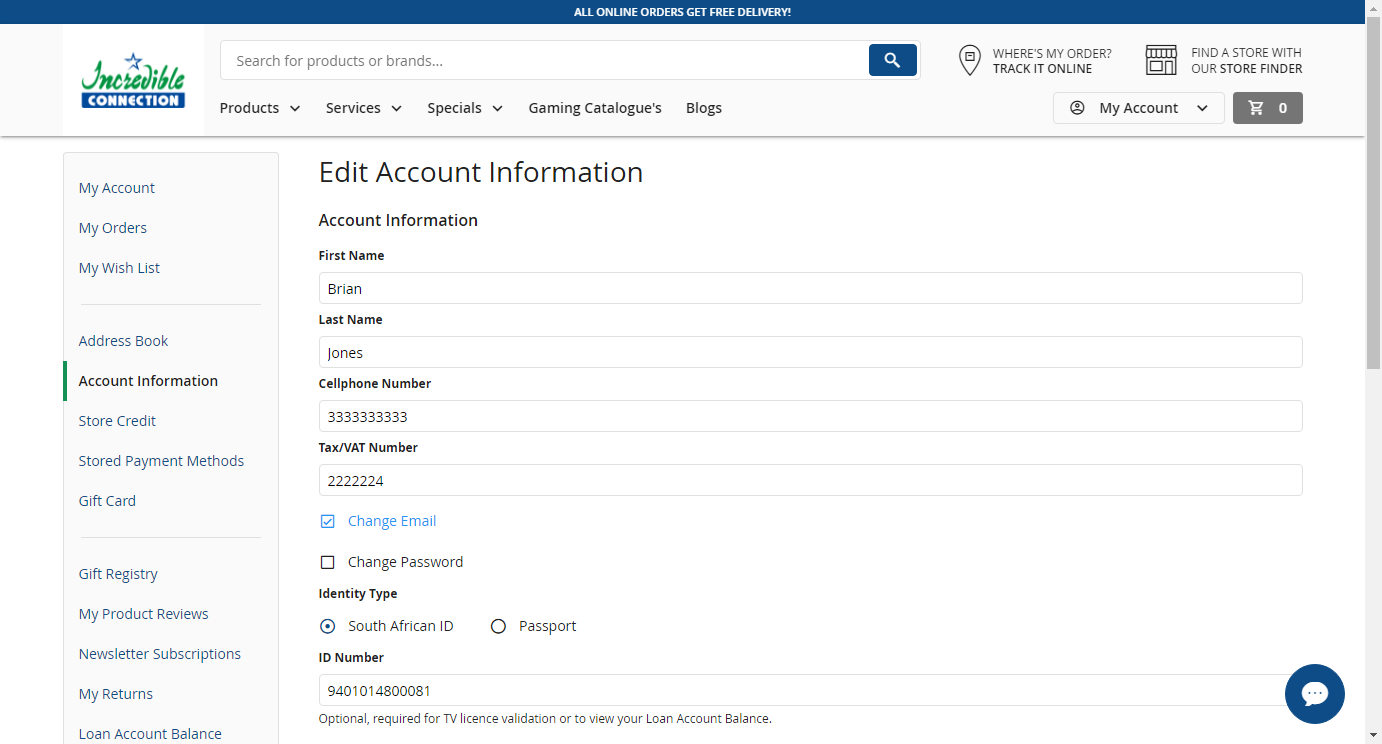 ALL ONLINE ORDERS GET FREE DELIVERY!
Incredible
CONNECTION
Search for products or brands...
WHERE'S MY ORDER?
TRACK IT ONLINE
FIND A STORE WITH
OUR STORE FINDER
Products
Services
Specials
Gaming Catalogue's
Blogs
My Account
0
My Account
My Orders
My Wish List
Address Book
Account Information
Store Credit
Stored Payment Methods
Gift Card
Gift Registry
My Product Reviews
Newsletter Subscriptions
My Returns
Loan Account Balance
Edit Account Information
Account Information
First Name
Brian
Last Name
Jones
Cellphone Number
3333333333
Tax/VAT Number
2222224
Change Email
Change Password
Identity Type
South African ID
Passport
ID Number
9401014800081
Optional, required for TV licence validation or to view your Loan Account Balance.